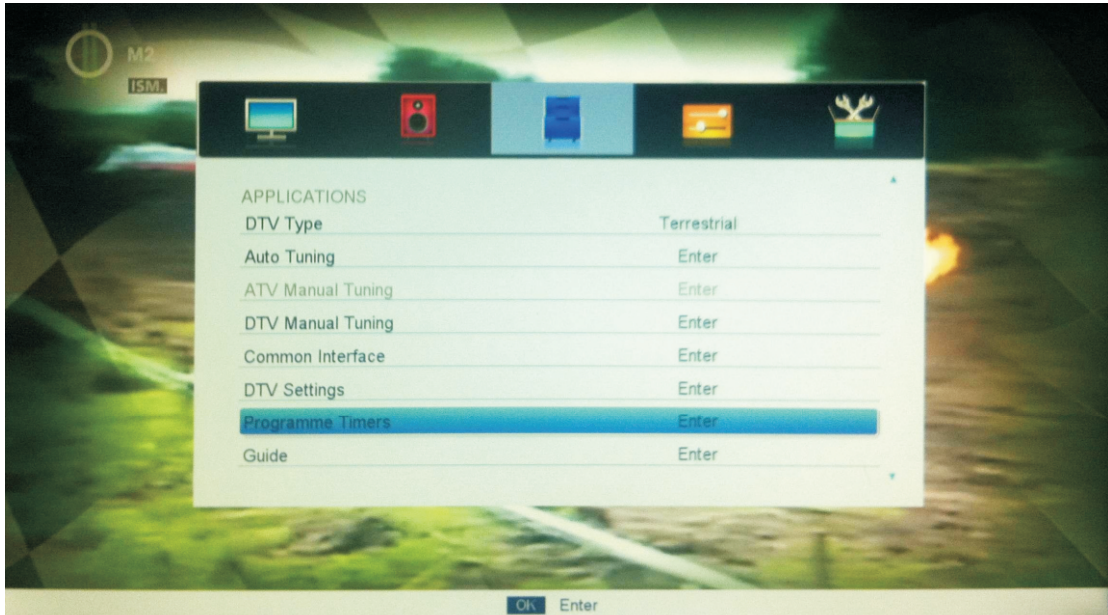 M2
ISM.
APPLICATIONS
DTV Type Terrestrial
Auto Tuning Enter
ATV Manual Tuning Enter
DTV Manual Tuning Enter
Common Interface Enter
DTV Settings Enter
Programme Timers Enter
Guide Enter
OK Enter